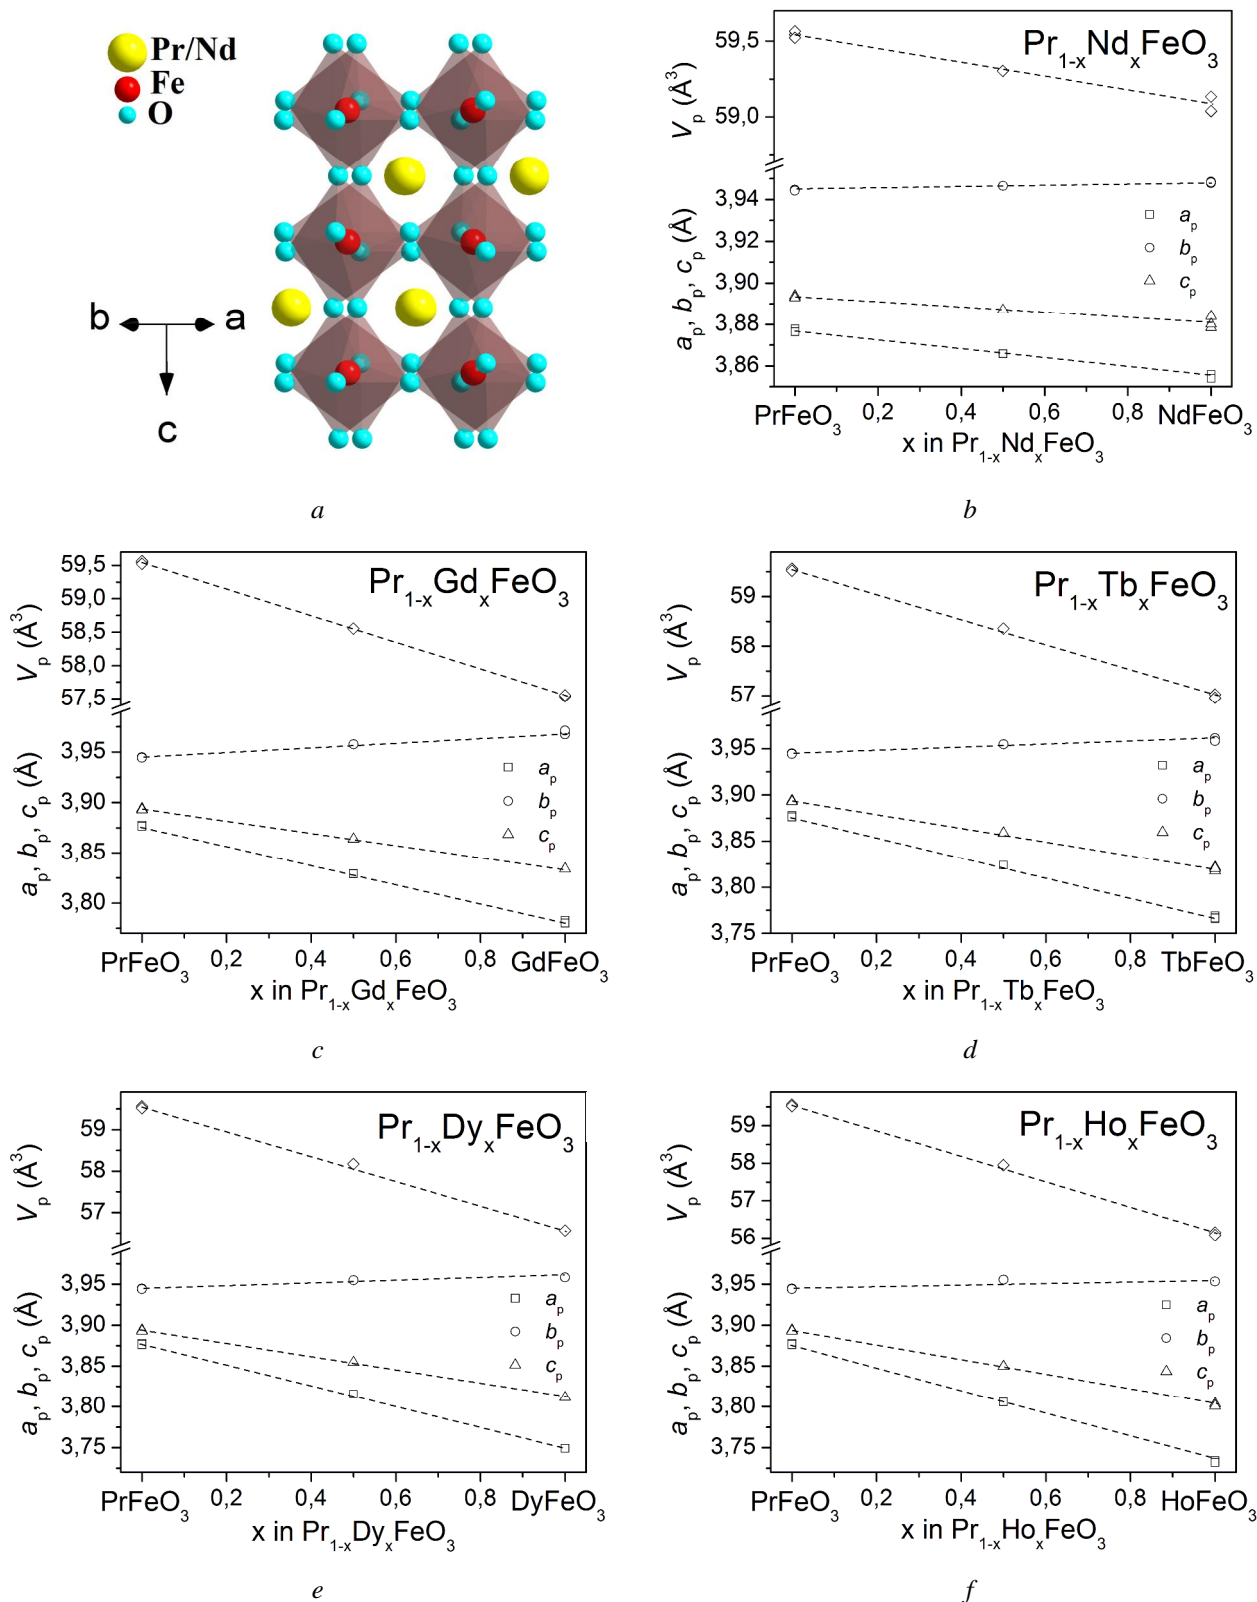 Pr/Nd
Fe
O
b
a
c
a
Pr1-xNdxFeO3
Vp (Å3)
ap, bp, cp (Å)
59,5
59,0
3,94
3,92
3,90
3,88
3,86
ap
bp
cp
PrFeO3 0,2 0,4 0,6 0,8 NdFeO3
x in Pr1-xNdxFeO3
b
Pr1-xGdxFeO3
Vp (Å3)
ap, bp, cp (Å)
59,5
59,0
58,5
58,0
57,5
3,95
3,90
3,85
3,80
ap
bp
cp
PrFeO3 0,2 0,4 0,6 0,8 GdFeO3
x in Pr1-xGdxFeO3
c
Pr1-xTbxFeO3
Vp (Å3)
ap, bp, cp (Å)
59
58
57
3,95
3,90
3,85
3,80
3,75
ap
bp
cp
PrFeO3 0,2 0,4 0,6 0,8 TbFeO3
x in Pr1-xTbxFeO3
d
Pr1-xDyxFeO3
Vp (Å3)
ap, bp, cp (Å)
59
58
57
3,95
3,90
3,85
3,80
3,75
ap
bp
cp
PrFeO3 0,2 0,4 0,6 0,8 DyFeO3
x in Pr1-xDyxFeO3
e
Pr1-xHoxFeO3
Vp (Å3)
ap, bp, cp (Å)
59
58
57
56
3,95
3,90
3,85
3,80
3,75
ap
bp
cp
PrFeO3 0,2 0,4 0,6 0,8 HoFeO3
x in Pr1-xHoxFeO3
f